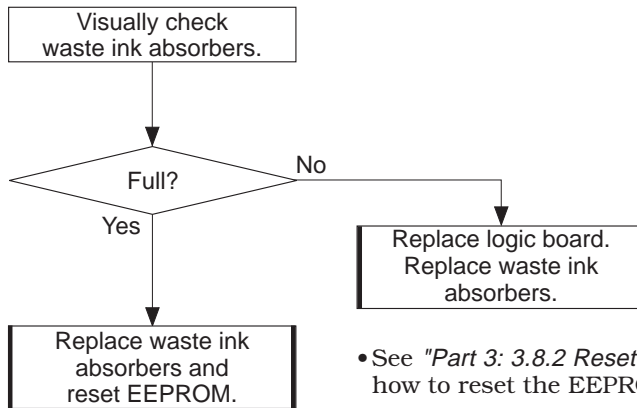 Visually check
waste ink absorbers.
Full?
No
Yes
Replace logic board.
Replace waste ink
absorbers.
Replace waste ink
absorbers and
reset EEPROM.
• See "Part 3: 3.8.2 Reset
how to reset the